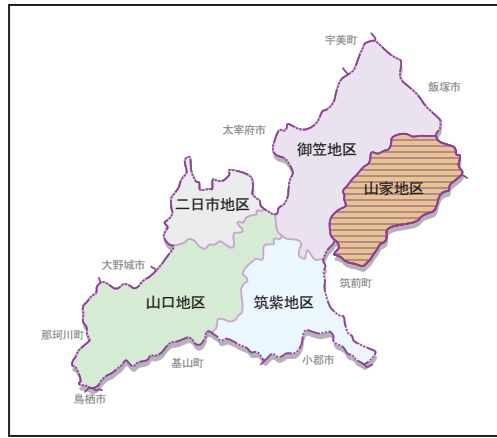 宇美町
飯塚市
太宰府市
御笠地区
山家地区
二日市地区
大野城市
筑前町
山口地区
筑紫地区
那珂川町
基山町
小郡市
鳥栖市